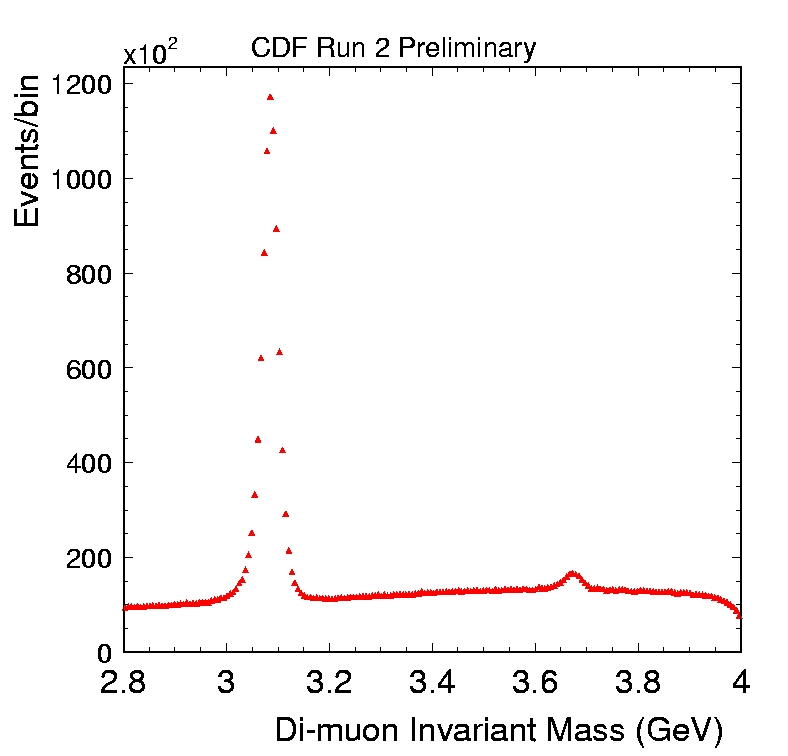 x10²
CDF Run 2 Preliminary
Events/bin
1200
1000
800
600
400
200
0
2.8 3 3.2 3.4 3.6 3.8 4
Di-muon Invariant Mass (GeV)